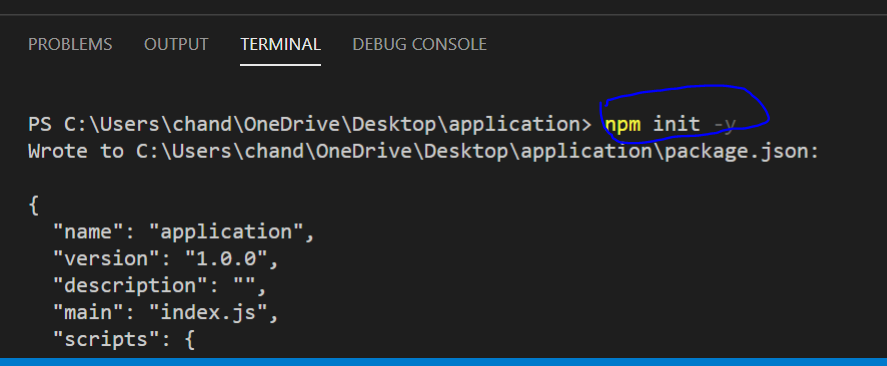 PROBLEMS OUTPUT TERMINAL DEBUG CONSOLE
PS C:\Users\chand\OneDrive\Desktop\application> npm init -y
Wrote to C:\Users\chand\OneDrive\Desktop\application\package.json:
{
"name": "application",
"version": "1.0.0",
"description": "",
"main": "index.js",
"scripts": {